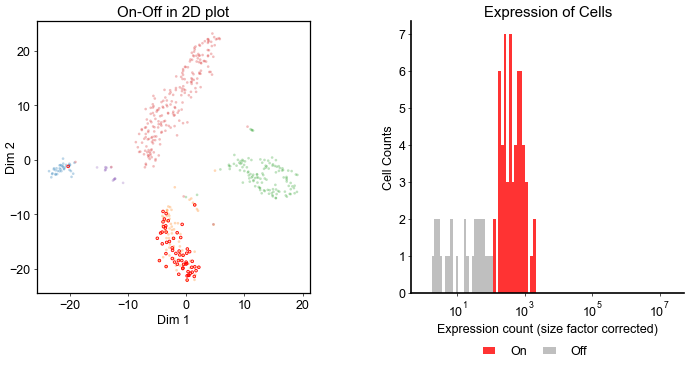 On-Off in 2D plot
Dim 2
20
10
0
−10
−20
−20 −10 0 10 20
Dim 1
Expression of Cells
Cell Counts
7
6
5
4
3
2
1
0
10^1 10^3 10^5 10^7
Expression count (size factor corrected)
On Off